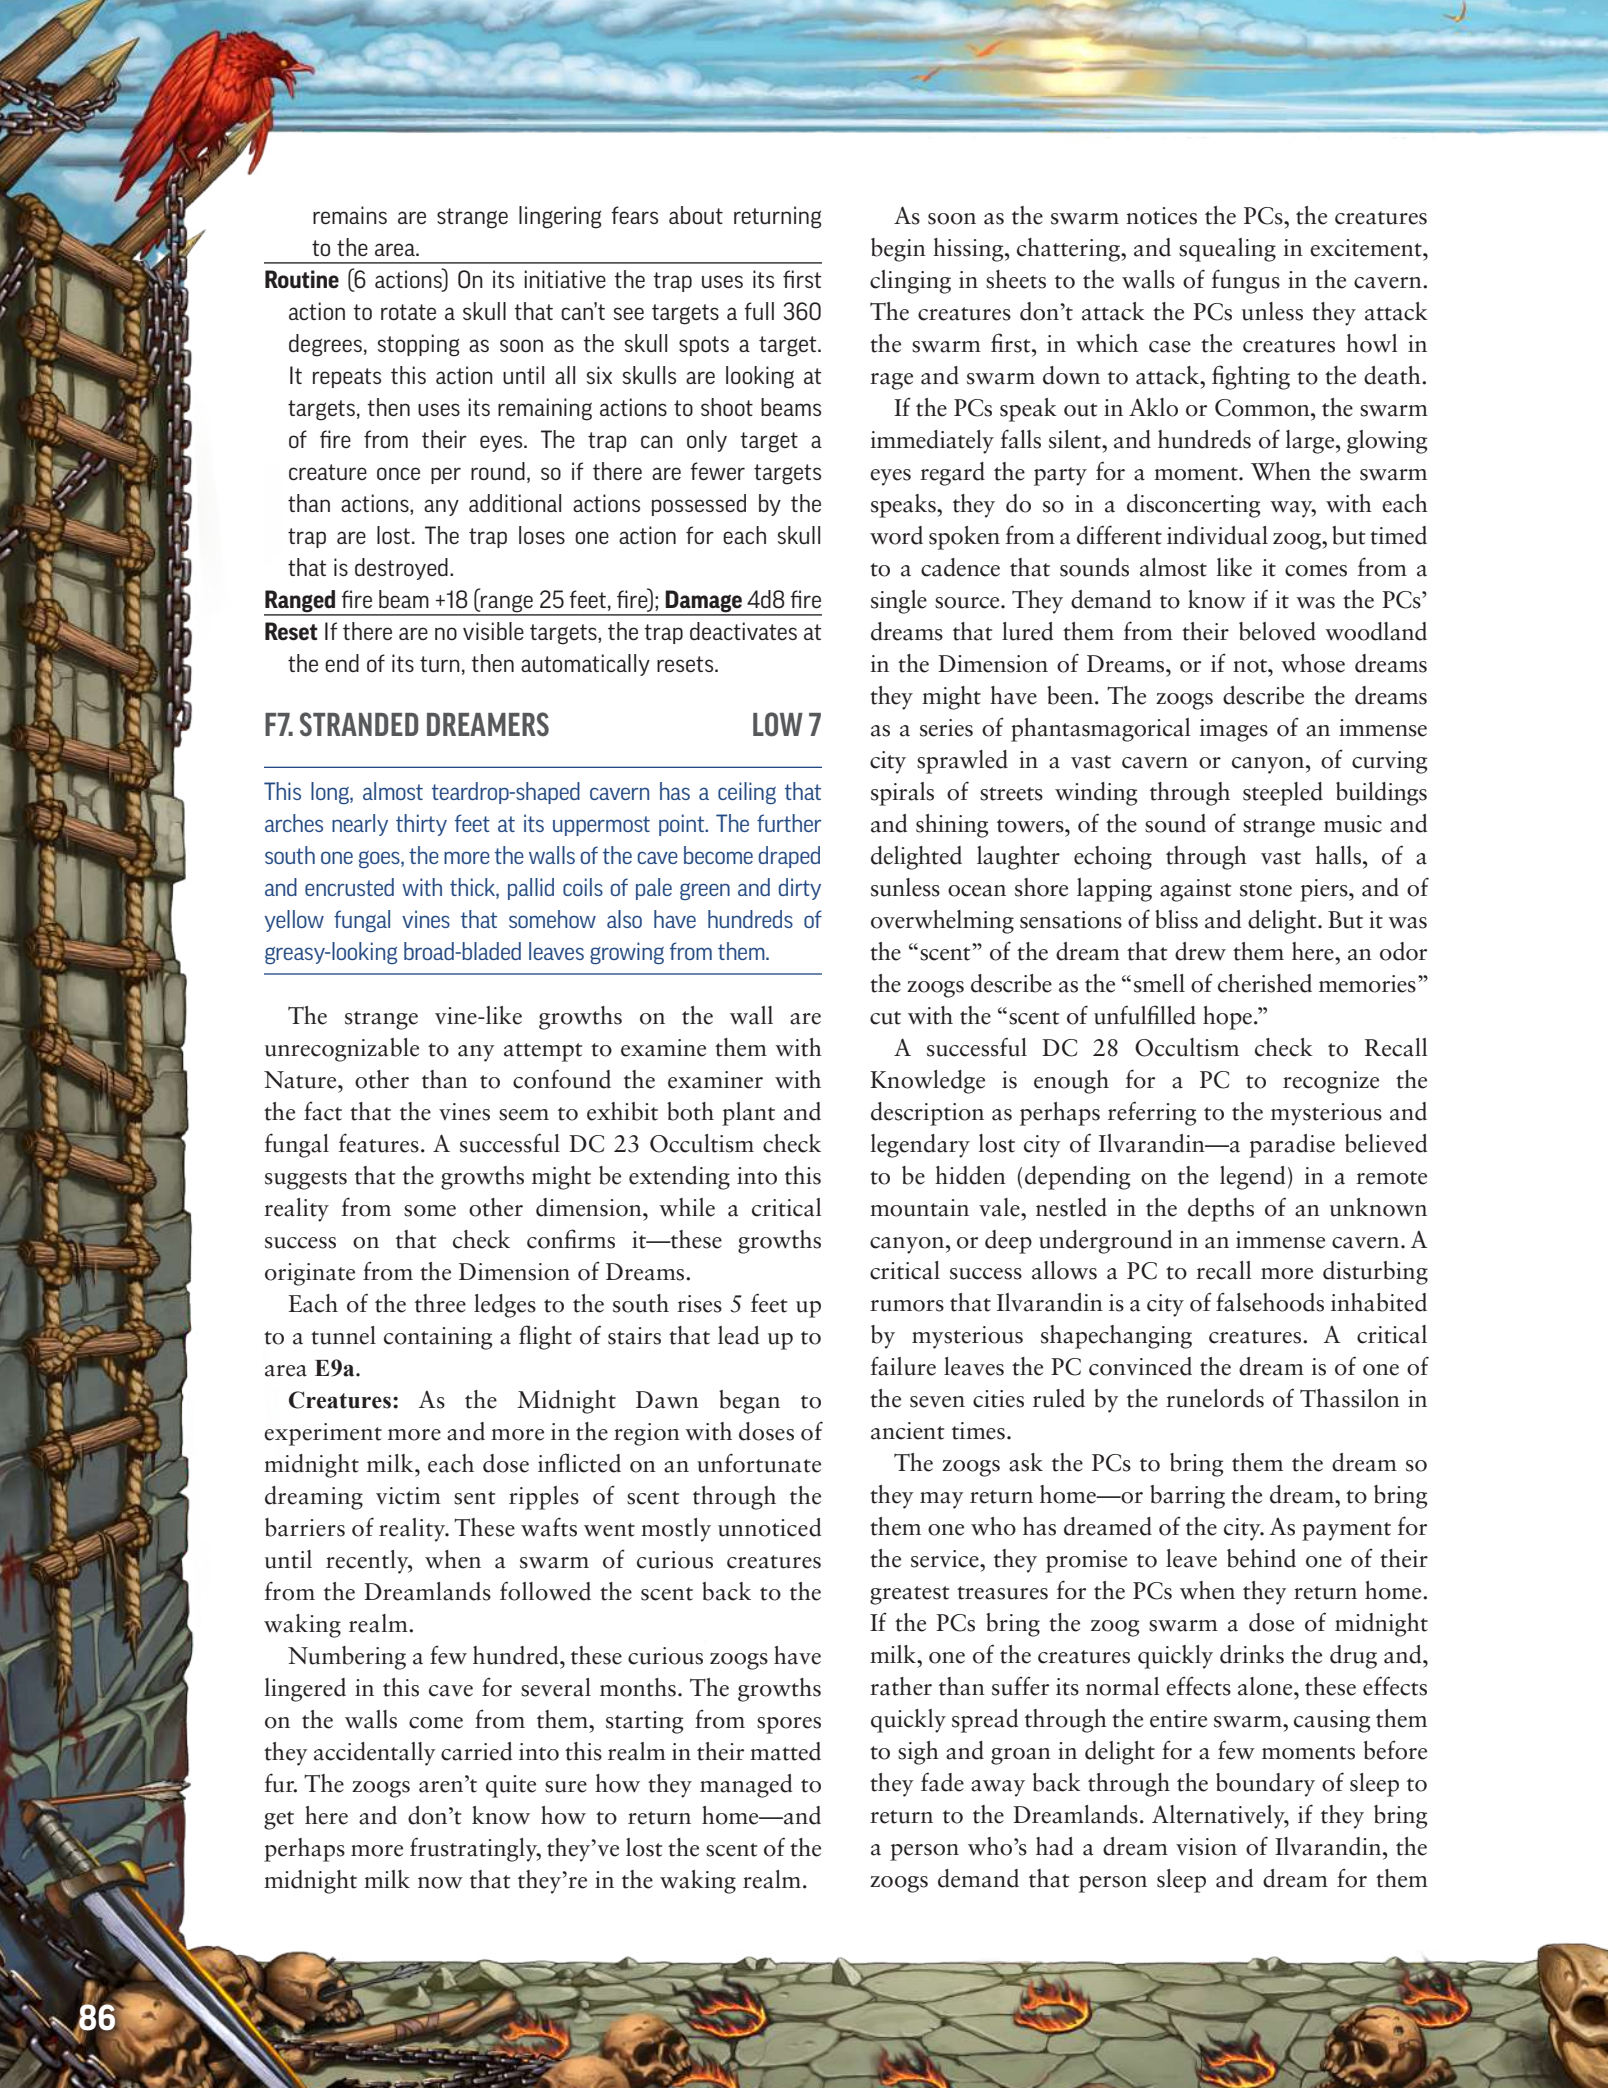 remains are strange lingering fears about returning
to the area.
Routine (6 actions) On its initiative the trap uses its first
action to rotate a skull that can't see targets a full 360
degrees, stopping as soon as the skull spots a target.
It repeats this action until all six skulls are looking at
targets, then uses its remaining actions to shoot beams
of fire from their eyes. The trap can only target a
creature once per round, so if there are fewer targets
than actions, any additional actions possessed by the
trap are lost. The trap loses one action for each skull
that is destroyed.
Ranged fire beam +18 (range 25 feet, fire); Damage 4d8 fire
Reset If there are no visible targets, the trap deactivates at
the end of its turn, then automatically resets.
F7. STRANDED DREAMERS LOW 7
This long, almost teardrop-shaped cavern has a ceiling that
arches nearly thirty feet at its uppermost point. The further
south one goes, the more the walls of the cave become draped
and encrusted with thick, pallid coils of pale green and dirty
yellow fungal vines that somehow also have hundreds of
greasy-looking broad-bladed leaves growing from them.
The strange vine-like growths on the wall are
unrecognizable to any attempt to examine them with
Nature, other than to confound the examiner with
the fact that the vines seem to exhibit both plant and
fungal features. A successful DC 23 Occultism check
suggests that the growths might be extending into this
reality from some other dimension, while a critical
success on that check confirms it—these growths
originate from the Dimension of Dreams.
Each of the three ledges to the south rises 5 feet up
to a tunnel containing a flight of stairs that lead up to
area E9a.
Creatures: As the Midnight Dawn began to
experiment more and more in the region with doses of
midnight milk, each dose inflicted on an unfortunate
dreaming victim sent ripples of scent through the
barriers of reality. These wafts went mostly unnoticed
until recently, when a swarm of curious creatures
from the Dreamlands followed the scent back to the
waking realm.
Numbering a few hundred, these curious zoogs have
lingered in this cave for several months. The growths
on the walls come from them, starting from spores
they accidentally carried into this realm in their matted
fur. The zoogs aren't quite sure how they managed to
get here and don't know how to return home—and
perhaps more frustratingly, they've lost the scent of the
midnight milk now that they're in the waking realm.
As soon as the swarm notices the PCs, the creatures
begin hissing, chattering, and squealing in excitement,
clinging in sheets to the walls of fungus in the cavern.
The creatures don't attack the PCs unless they attack
the swarm first, in which case the creatures howl in
rage and swarm down to attack, fighting to the death.
If the PCs speak out in Aklo or Common, the swarm
immediately falls silent, and hundreds of large, glowing
eyes regard the party for a moment. When the swarm
speaks, they do so in a disconcerting way, with each
word spoken from a different individual zoog, but timed
to a cadence that sounds almost like it comes from a
single source. They demand to know if it was the PCs'
dreams that lured them from their beloved woodland
in the Dimension of Dreams, or if not, whose dreams
they might have been. The zoogs describe the dreams
as a series of phantasmagorical images of an immense
city sprawled in a vast cavern or canyon, of curving
spirals of streets winding through steepled buildings
and shining towers, of the sound of strange music and
delighted laughter echoing through vast halls, of a
sunless ocean shore lapping against stone piers, and of
overwhelming sensations of bliss and delight. But it was
the “scent” of the dream that drew them here, an odor
the zoogs describe as the “smell of cherished memories”
cut with the “scent of unfulfilled hope.”
A successful DC 28 Occultism check to Recall
Knowledge is enough for a PC to recognize the
description as perhaps referring to the mysterious and
legendary lost city of Ilvarandin—a paradise believed
to be hidden (depending on the legend) in a remote
mountain vale, nestled in the depths of an unknown
canyon, or deep underground in an immense cavern. A
critical success allows a PC to recall more disturbing
rumors that Ilvarandin is a city of falsehoods inhabited
by mysterious shapechanging creatures. A critical
failure leaves the PC convinced the dream is of one of
the seven cities ruled by the runelords of Thassilon in
ancient times.
The zoogs ask the PCs to bring them the dream so
they may return home—or barring the dream, to bring
them one who has dreamed of the city. As payment for
the service, they promise to leave behind one of their
greatest treasures for the PCs when they return home.
If the PCs bring the zoog swarm a dose of midnight
milk, one of the creatures quickly drinks the drug and,
rather than suffer its normal effects alone, these effects
quickly spread through the entire swarm, causing them
to sigh and groan in delight for a few moments before
they fade away back through the boundary of sleep to
return to the Dreamlands. Alternatively, if they bring
a person who's had a dream vision of Ilvarandin, the
zoogs demand that person sleep and dream for them
86